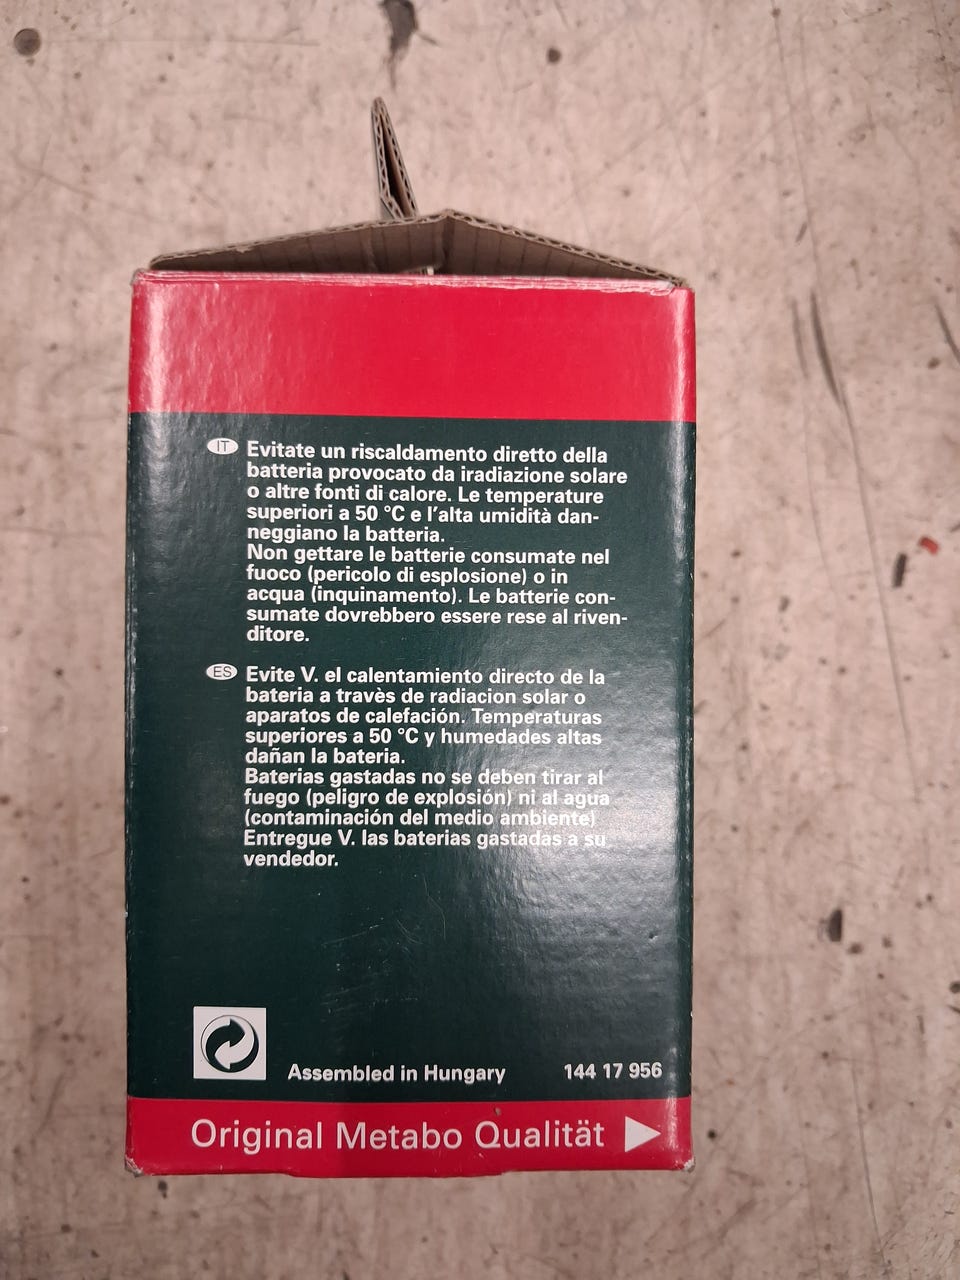 IT Evitate un riscaldamento diretto della
batteria provocato da iradiazione solare
o altre fonti di calore. Le temperature
superiori a 50 °C e l'alta umidità dan-
neggiano la batteria.
Non gettare le batterie consumate nel
fuoco (pericolo di esplosione) o in
acqua (inquinamento). Le batterie con-
sumate dovrebbero essere rese al riven-
ditore.
ES Evite V. el calentamiento directo de la
bateria a travès de radiacion solar o
aparatos de calefación. Temperaturas
superiores a 50 °C y humedades altas
dañan la bateria.
Baterias gastadas no se deben tirar al
fuego (peligro de explosión) ni al agua
(contaminación del medio ambiente)
Entregue V. las baterias gastadas a su
vendedor.
Assembled in Hungary 144 17 956
Original Metabo Qualität